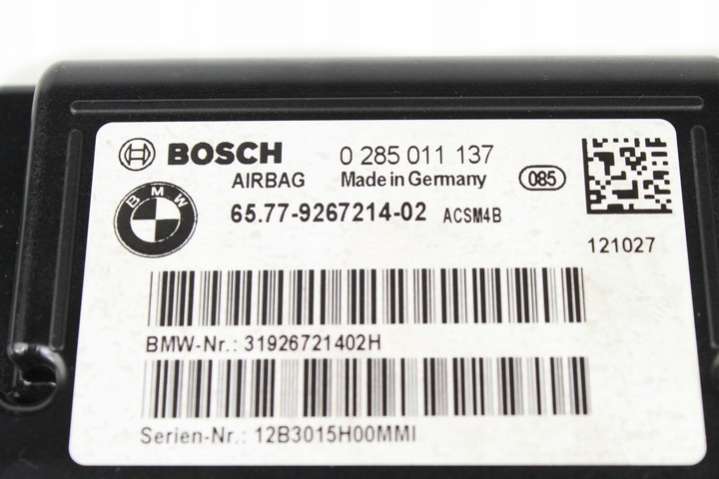 BOSCH 0 285 011 137
AIRBAG Made in Germany 085
BMW 65.77-9267214-02 ACSM4B
121027
BMW-Nr.: 31926721402H
Serien-Nr.: 12B3015H00MMI